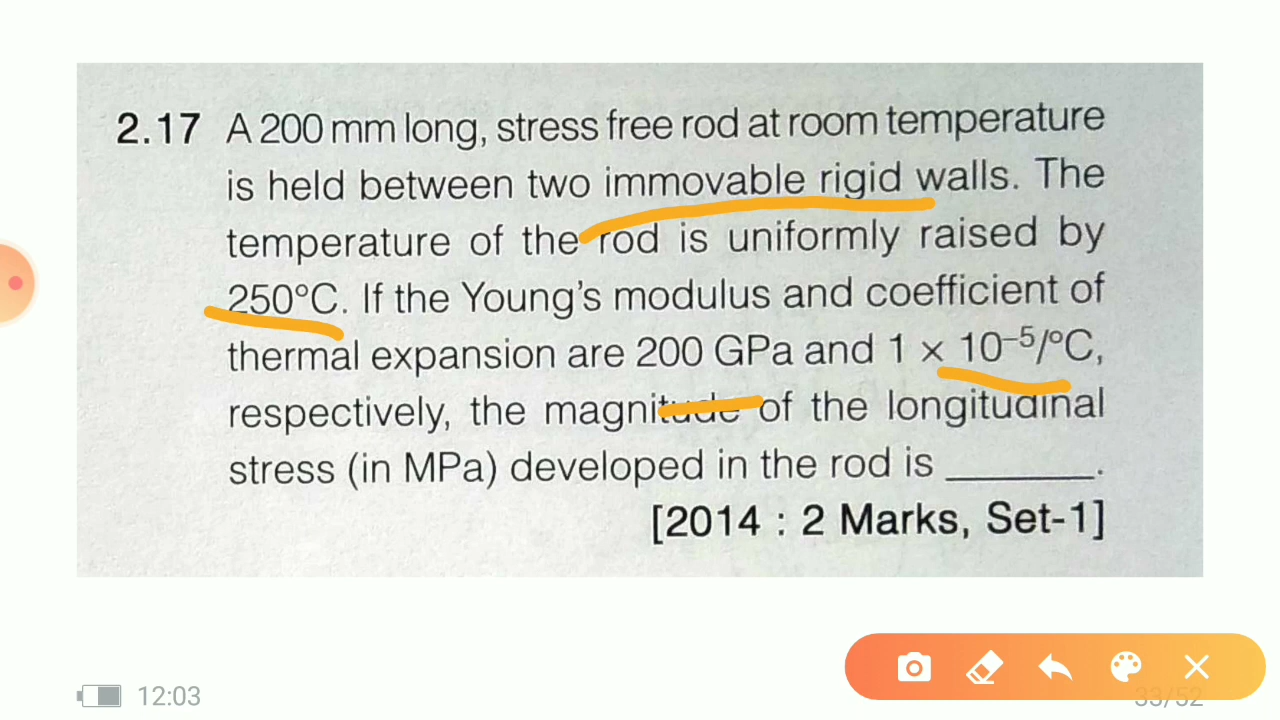 2.17 A 200 mm long, stress free rod at room temperature
is held between two immovable rigid walls. The
temperature of the rod is uniformly raised by
250°C. If the Young's modulus and coefficient of
thermal expansion are 200 GPa and 1 × 10⁻⁵/°C,
respectively, the magnitude of the longitudinal
stress (in MPa) developed in the rod is ______.
[2014 : 2 Marks, Set-1]
12:03
33/52